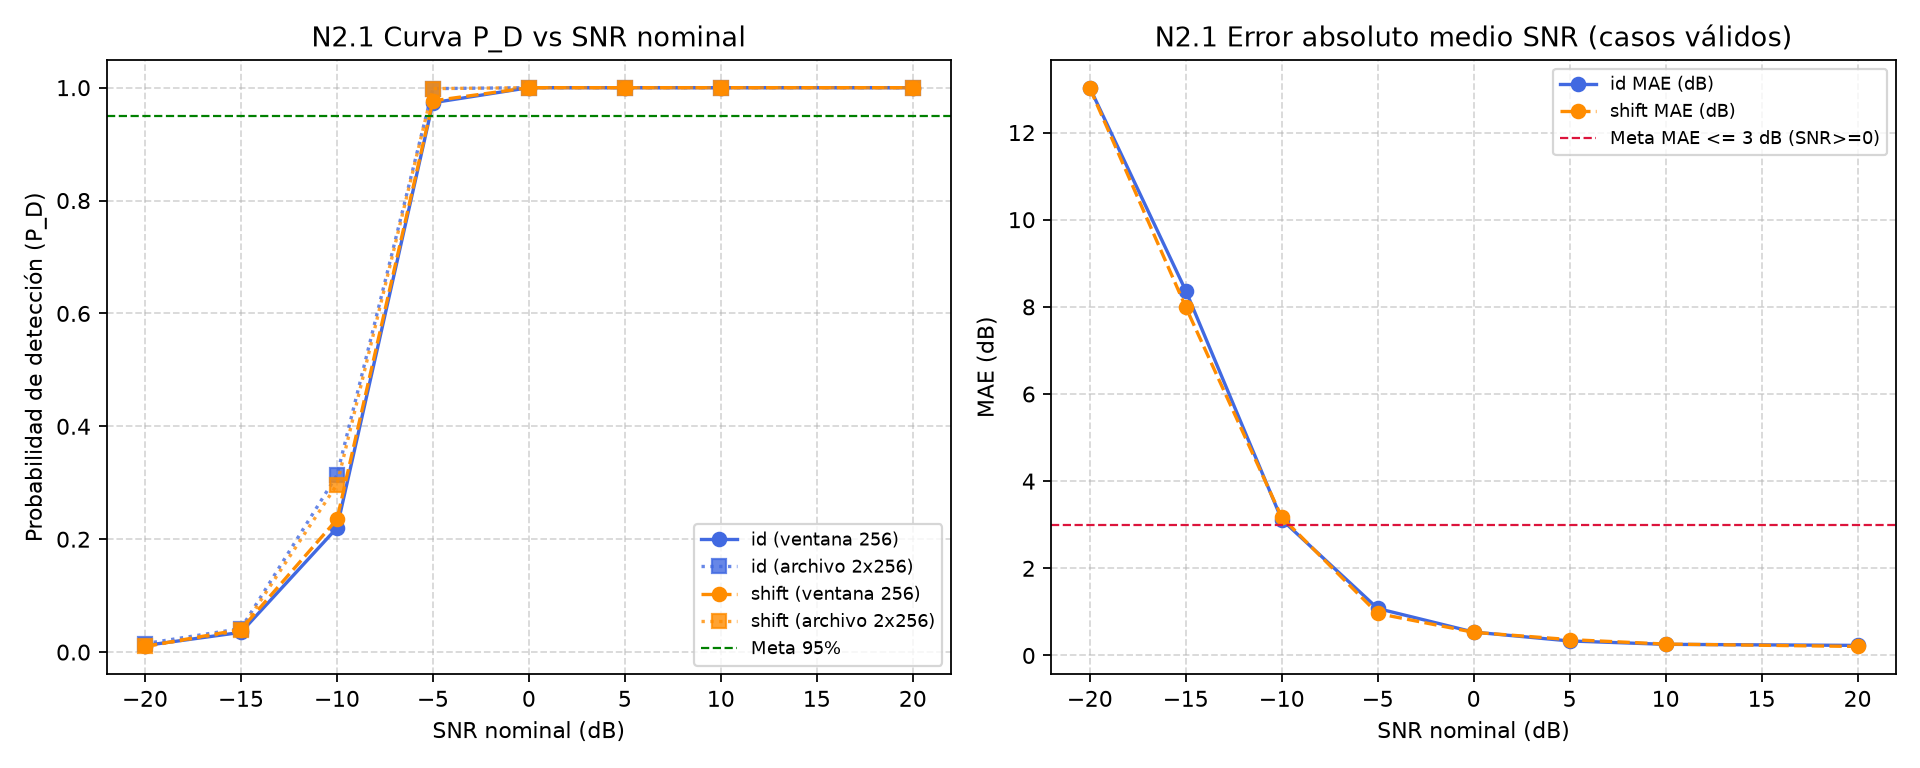 N2.1 Curva P_D vs SNR nominal
Probabilidad de detección (P_D)
1.0
0.8
0.6
0.4
0.2
0.0
id (ventana 256)
id (archivo 2x256)
shift (ventana 256)
shift (archivo 2x256)
Meta 95%
−20 −15 −10 −5 0 5 10 15 20
SNR nominal (dB)
N2.1 Error absoluto medio SNR (casos válidos)
MAE (dB)
12
10
8
6
4
2
0
id MAE (dB)
shift MAE (dB)
Meta MAE <= 3 dB (SNR>=0)
−20 −15 −10 −5 0 5 10 15 20
SNR nominal (dB)